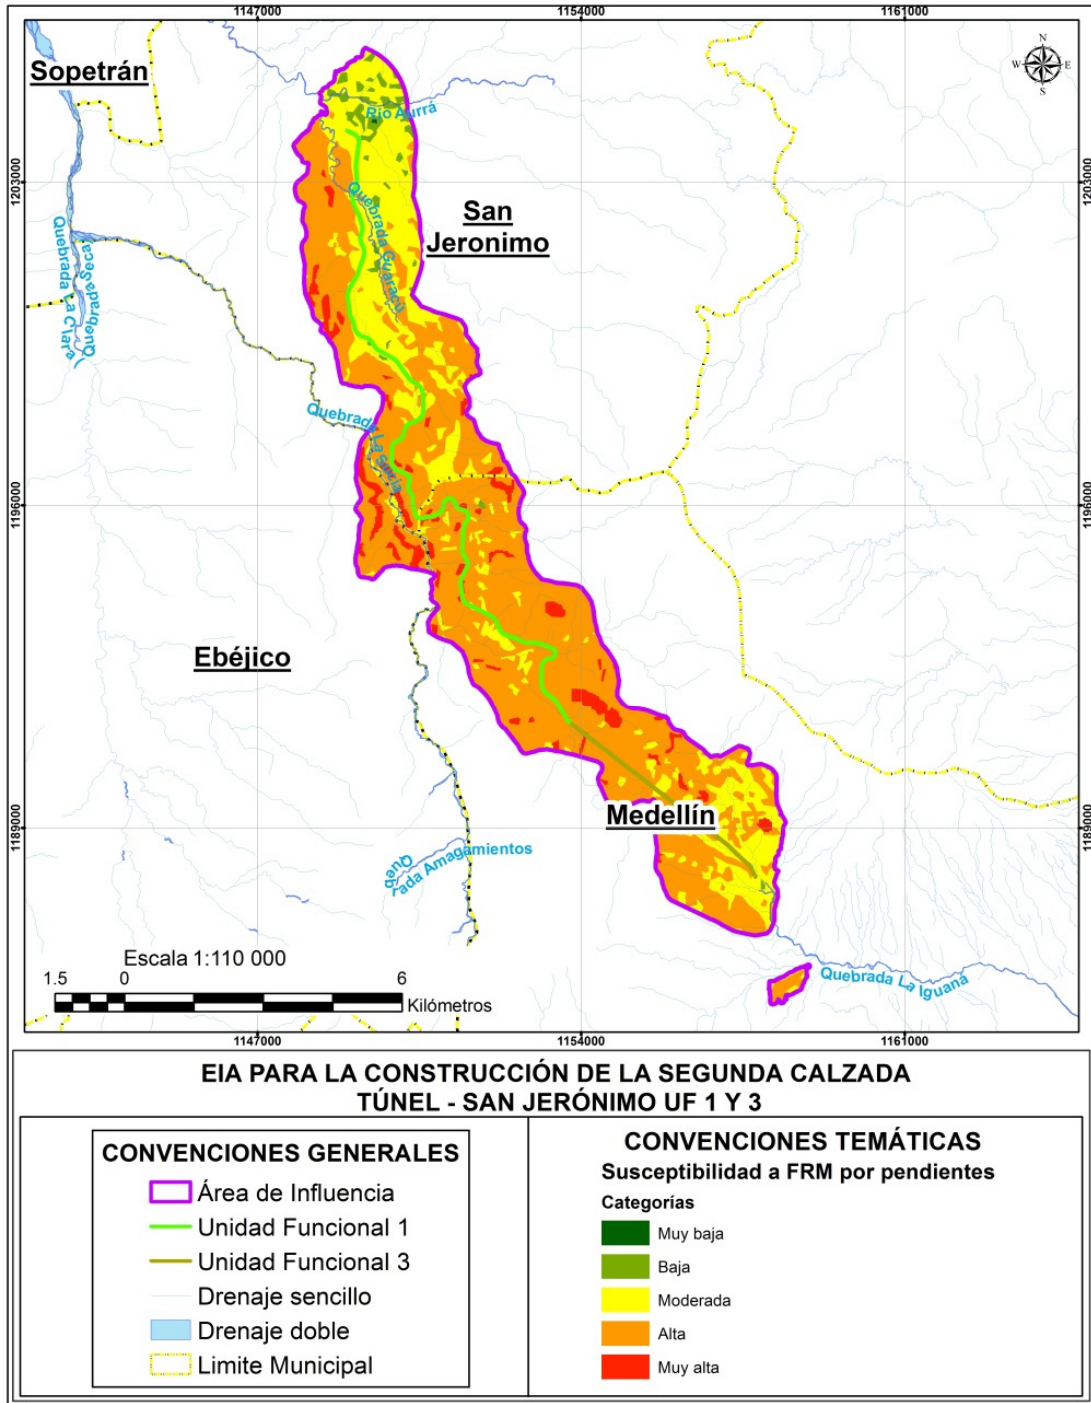 1147000
1154000
1161000
Sopetrán
N
W
E
S
Río Aurrá
1203000
1203000
Quebrada Guaracú
San
Jeronimo
Quebrada La Clara
Quebrada Seca
Quebrada La Sucia
1196000
1196000
Ebéjico
Medellín
1189000
1189000
Quebrada Amagamientos
Escala 1:110 000
1.5 0 6
Kilómetros
Quebrada La Iguaná
1147000
1154000
1161000
EIA PARA LA CONSTRUCCIÓN DE LA SEGUNDA CALZADA
TÚNEL - SAN JERÓNIMO UF 1 Y 3
CONVENCIONES GENERALES
Área de Influencia
Unidad Funcional 1
Unidad Funcional 3
Drenaje sencillo
Drenaje doble
Limite Municipal
CONVENCIONES TEMÁTICAS
Susceptibilidad a FRM por pendientes
Categorías
Muy baja
Baja
Moderada
Alta
Muy alta